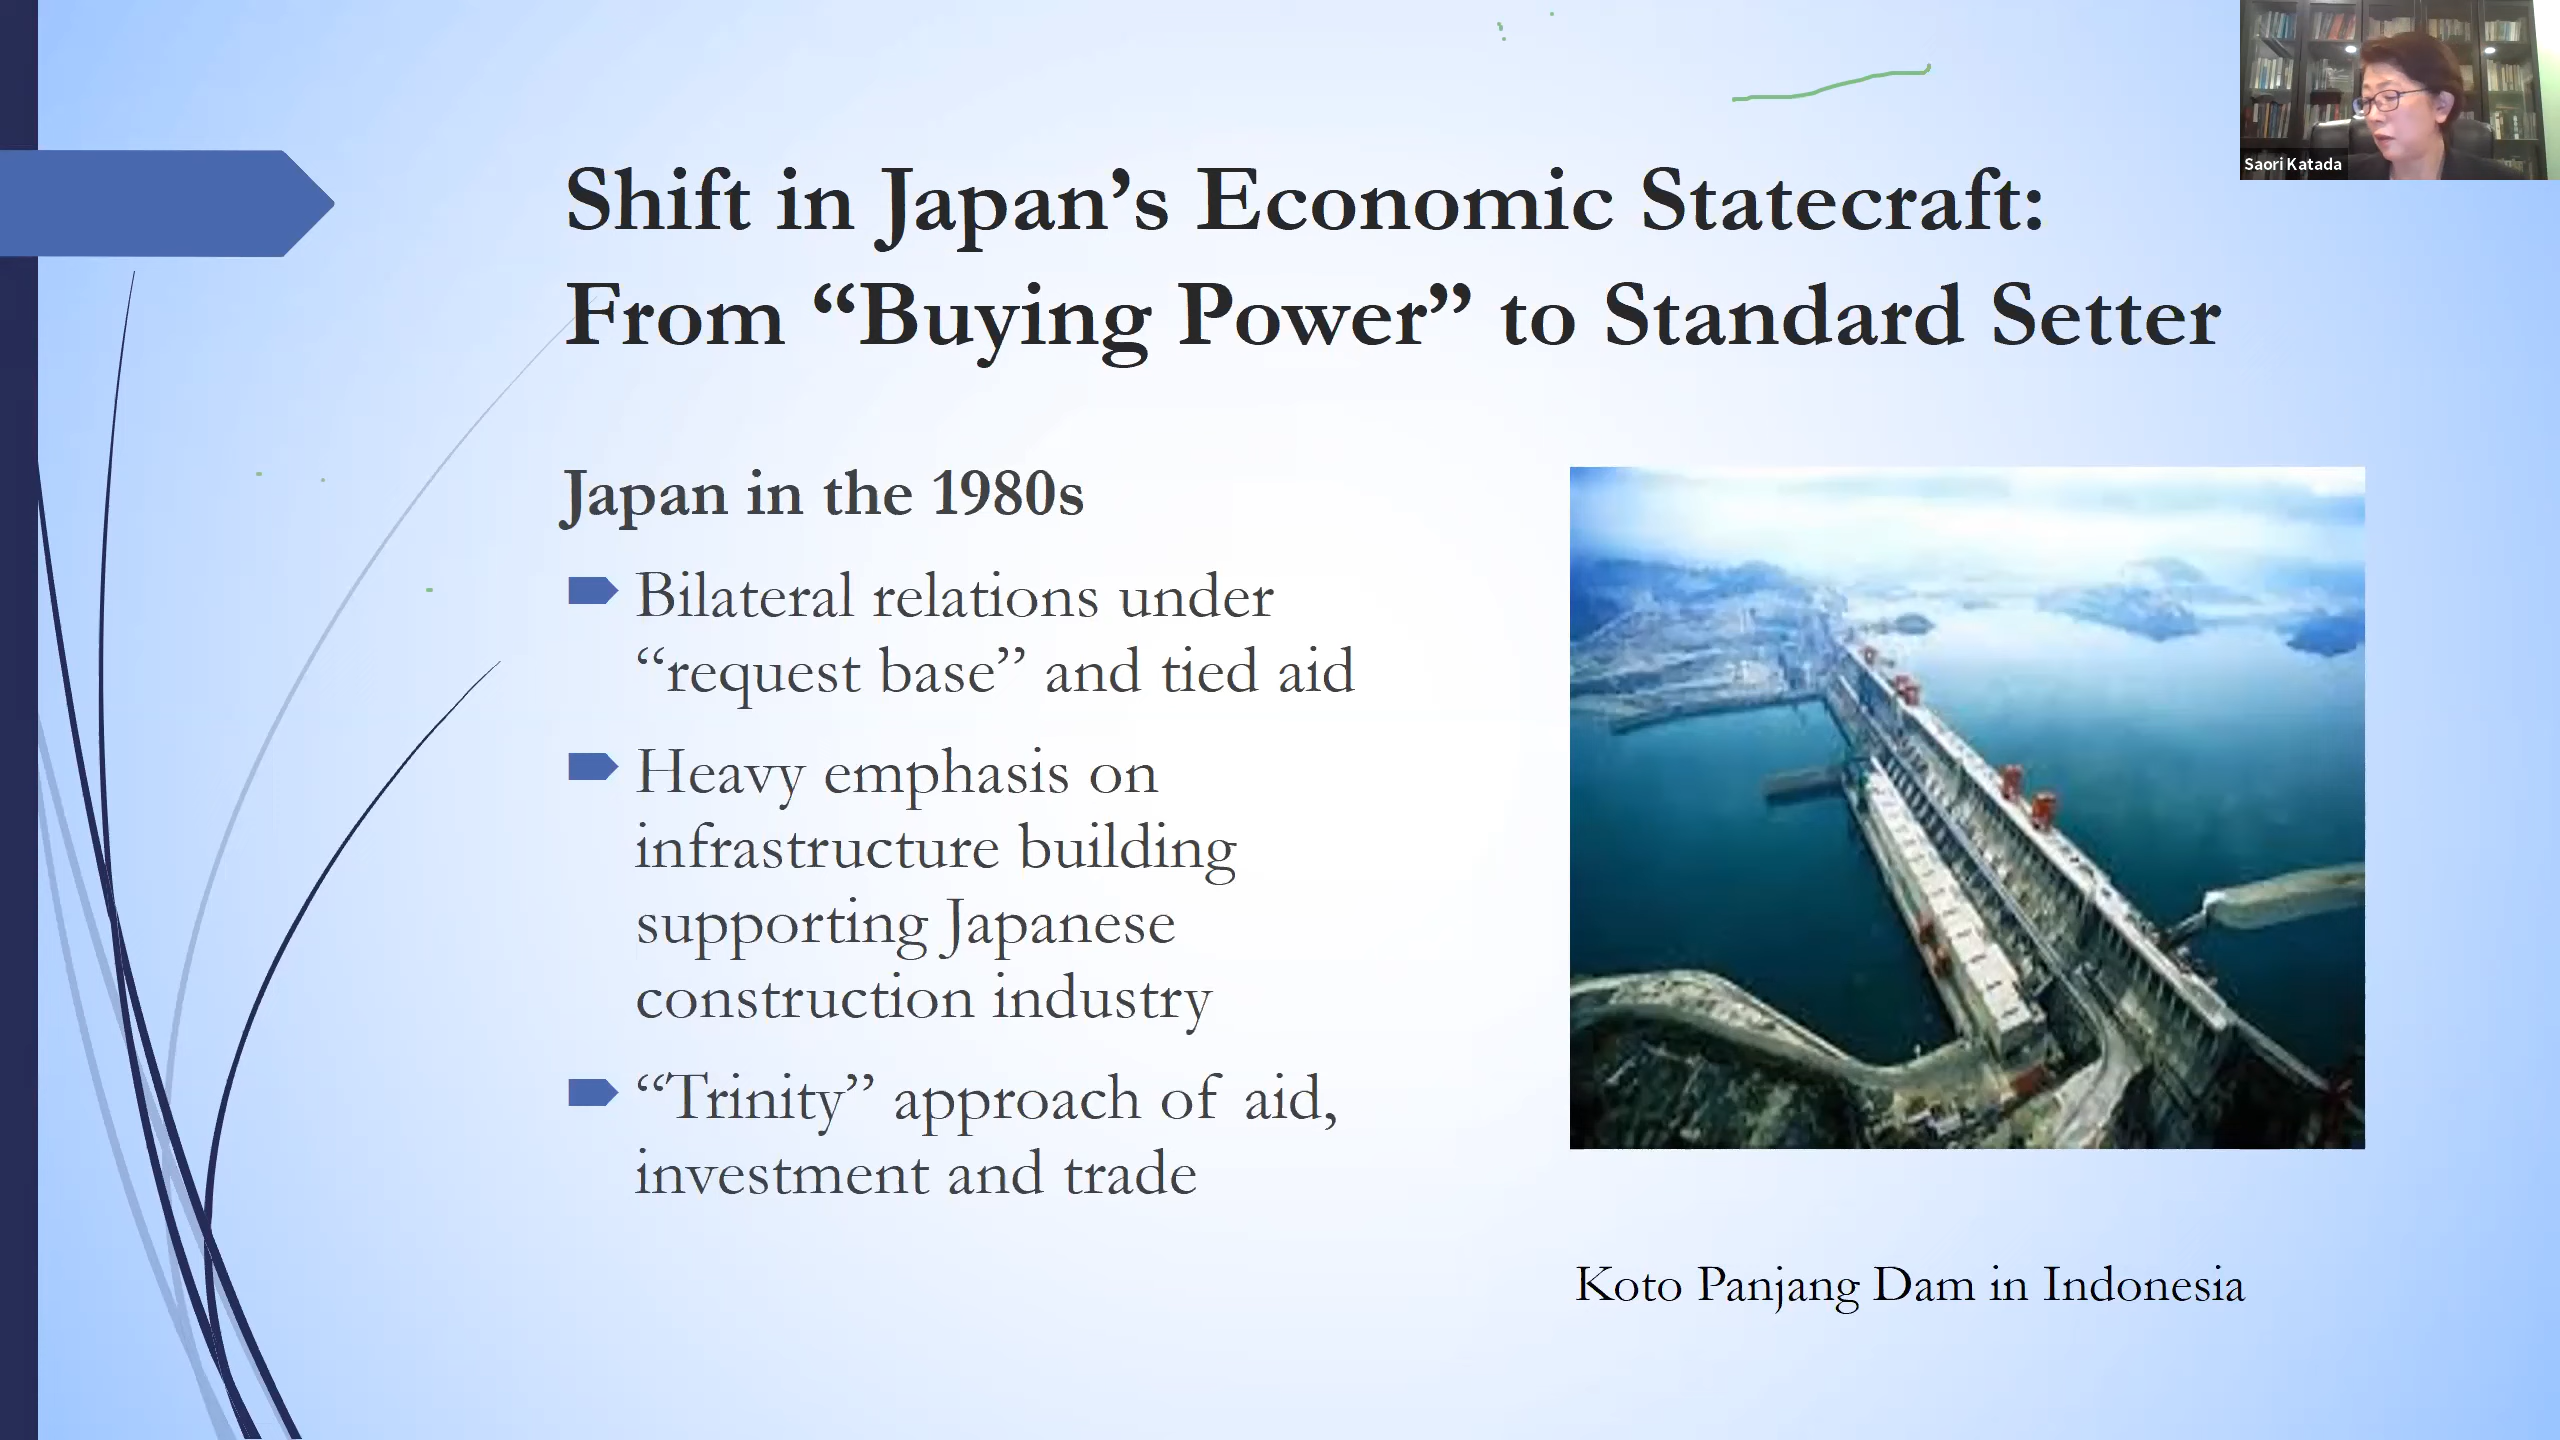 Saori Katada
Shift in Japan’s Economic Statecraft:
From “Buying Power” to Standard Setter
Japan in the 1980s
Bilateral relations under
“request base” and tied aid
Heavy emphasis on
infrastructure building
supporting Japanese
construction industry
“Trinity” approach of aid,
investment and trade
Koto Panjang Dam in Indonesia